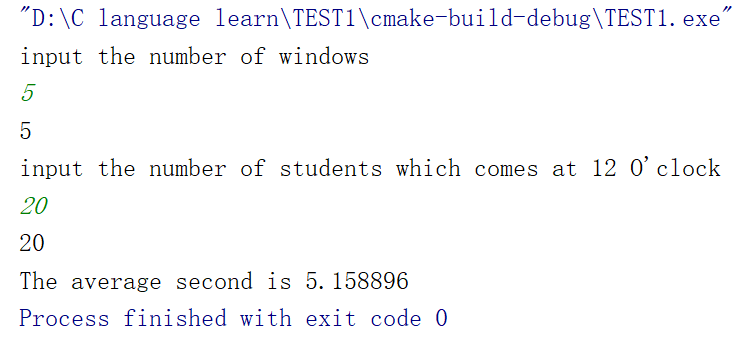 "D:\C language learn\TEST1\cmake-build-debug\TEST1.exe"
input the number of windows
5
5
input the number of students which comes at 12 O'clock
20
20
The average second is 5.158896
Process finished with exit code 0